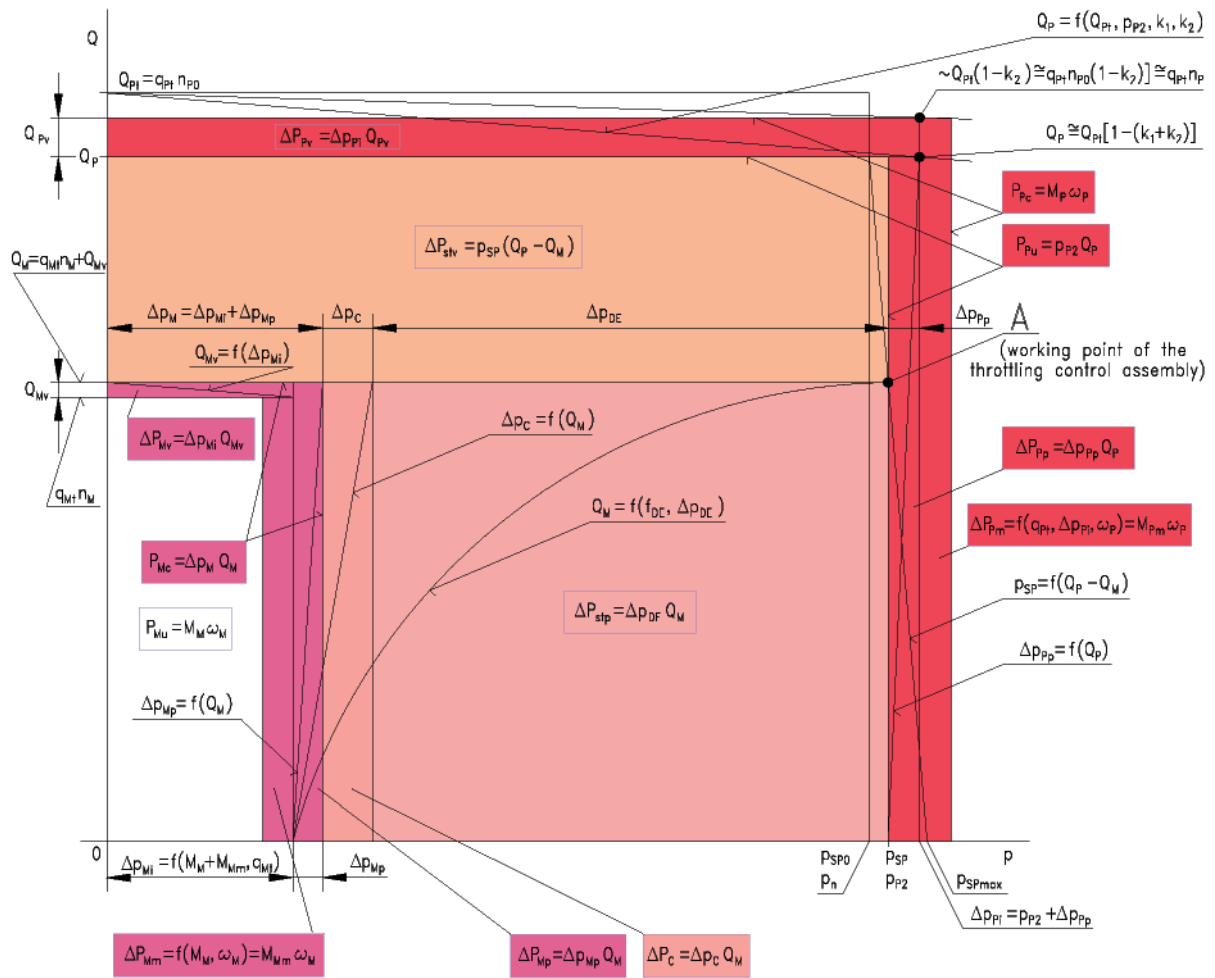 Q_P = f(Q_Pt, p_P2, k_1, k_2)
Q
Q_Pt = q_Pt n_P0
~Q_Pt(1-k_2) ≅ q_Pt n_P0(1-k_2)] ≅ q_Pt n_P
Q_Pv
ΔP_Pv = Δp_Pi Q_Pv
Q_P ≅ Q_Pt[1-(k_1+k_2)]
Q_P
P_Pc = M_P ω_P
ΔP_stv = p_SP(Q_P - Q_M)
P_Pu = p_P2 Q_P
Q_M = q_Mt n_M + Q_Mv
Δp_M = Δp_Mi + Δp_Mp
Δp_C
Δp_DE
Δp_Pp
A
(working point of the
throttling control assembly)
Q_Mv = f(Δp_Mi)
Q_Mv
ΔP_Mv = Δp_Mi Q_Mv
Δp_C = f(Q_M)
ΔP_Pp = Δp_Pp Q_P
q_Mt n_M
Q_M = f(f_DE, Δp_DE)
ΔP_Pm = f(q_Pt, Δp_Pi, ω_P) = M_Pm ω_P
P_Mc = Δp_M Q_M
p_SP = f(Q_P - Q_M)
ΔP_stp = Δp_DF Q_M
P_Mu = M_M ω_M
Δp_Pp = f(Q_P)
Δp_Mp = f(Q_M)
0
Δp_Mi = f(M_M + M_Mm, q_Mt)
Δp_Mp
p_SP0
p_SP
p
p_n
p_P2
p_SPmax
Δp_Pi = p_P2 + Δp_Pp
ΔP_Mm = f(M_M, ω_M) = M_Mm ω_M
ΔP_Mp = Δp_Mp Q_M
ΔP_C = Δp_C Q_M